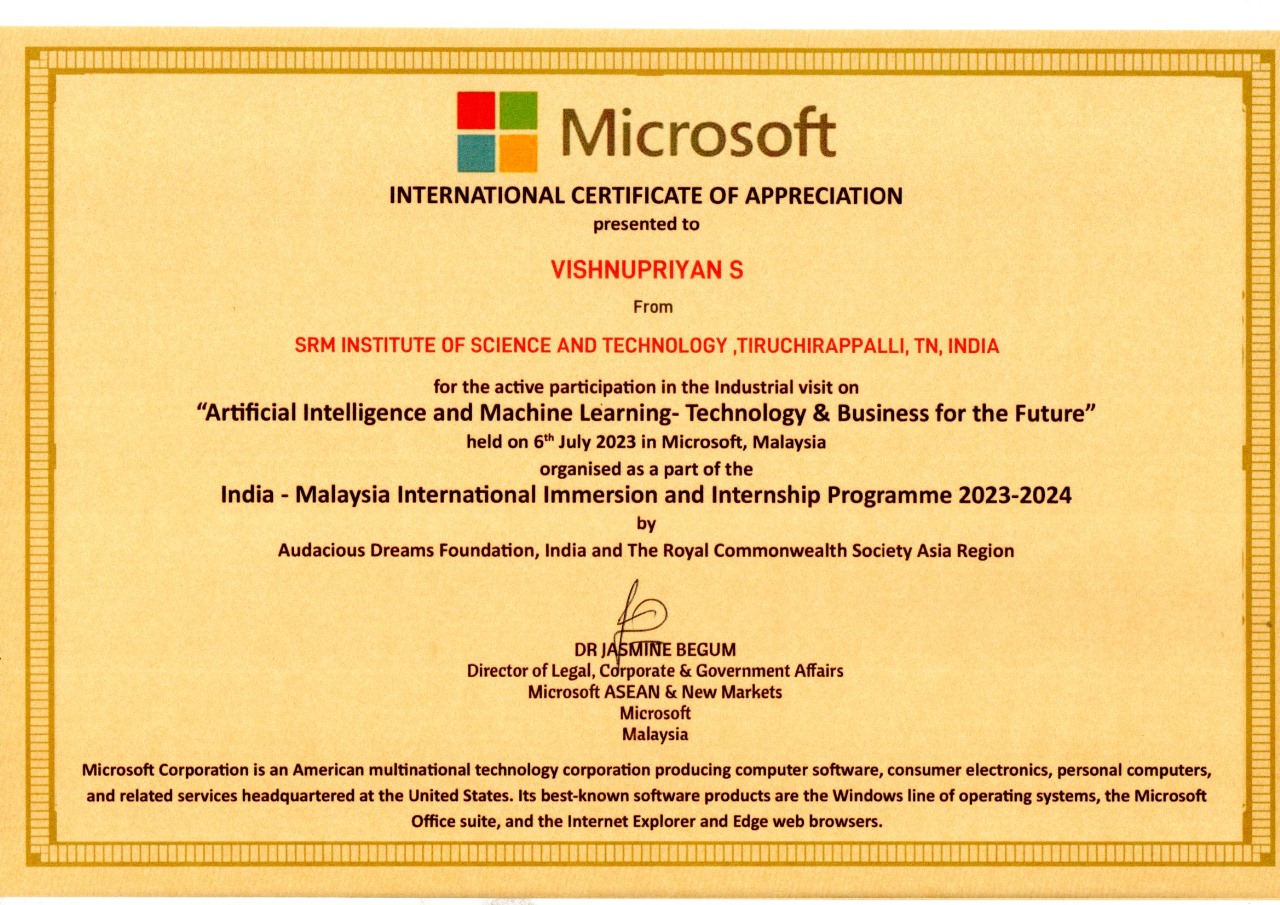 Microsoft
INTERNATIONAL CERTIFICATE OF APPRECIATION
presented to
VISHNUPRIYAN S
From
SRM INSTITUTE OF SCIENCE AND TECHNOLOGY ,TIRUCHIRAPPALLI, TN, INDIA
for the active participation in the Industrial visit on
“Artificial Intelligence and Machine Learning- Technology & Business for the Future”
held on 6th July 2023 in Microsoft, Malaysia
organised as a part of the
India - Malaysia International Immersion and Internship Programme 2023-2024
by
Audacious Dreams Foundation, India and The Royal Commonwealth Society Asia Region
DR JASMINE BEGUM
Director of Legal, Corporate & Government Affairs
Microsoft ASEAN & New Markets
Microsoft
Malaysia
Microsoft Corporation is an American multinational technology corporation producing computer software, consumer electronics, personal computers,
and related services headquartered at the United States. Its best-known software products are the Windows line of operating systems, the Microsoft
Office suite, and the Internet Explorer and Edge web browsers.